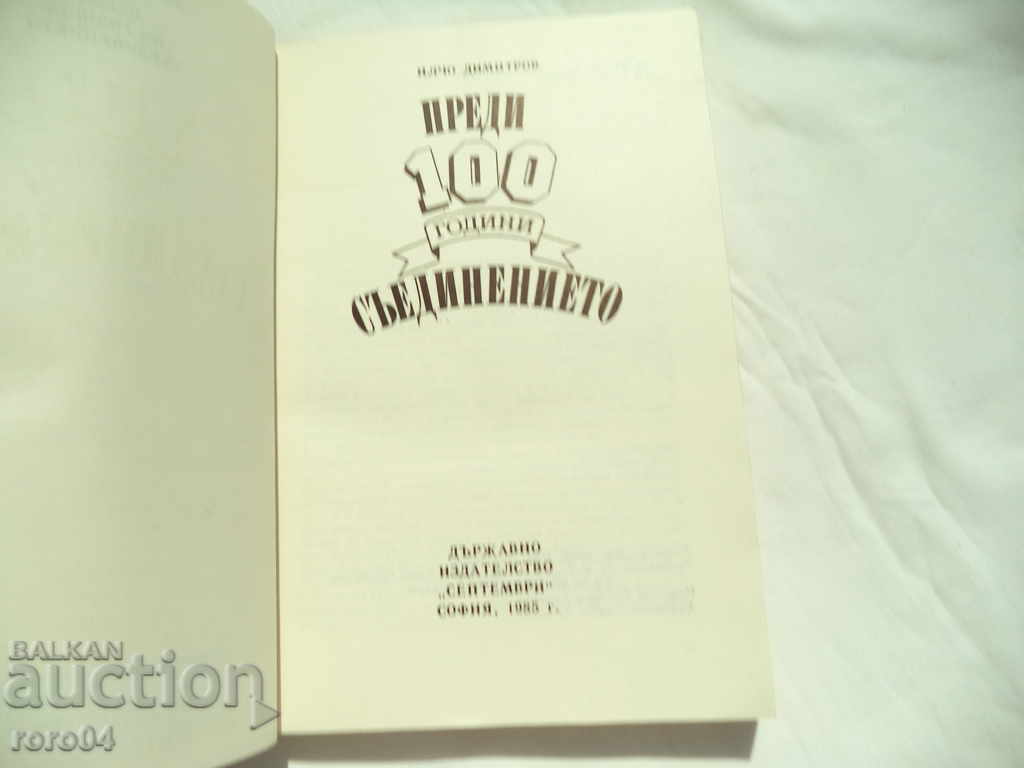 ИЛЧО ДИМИТРОВ
ПРЕДИ
100
ГОДИНИ
СЪЕДИНЕНИЕТО
ДЪРЖАВНО
ИЗДАТЕЛСТВО
„СЕПТЕМВРИ"
СОФИЯ, 1985 г.
BALKAN
auction
roro04